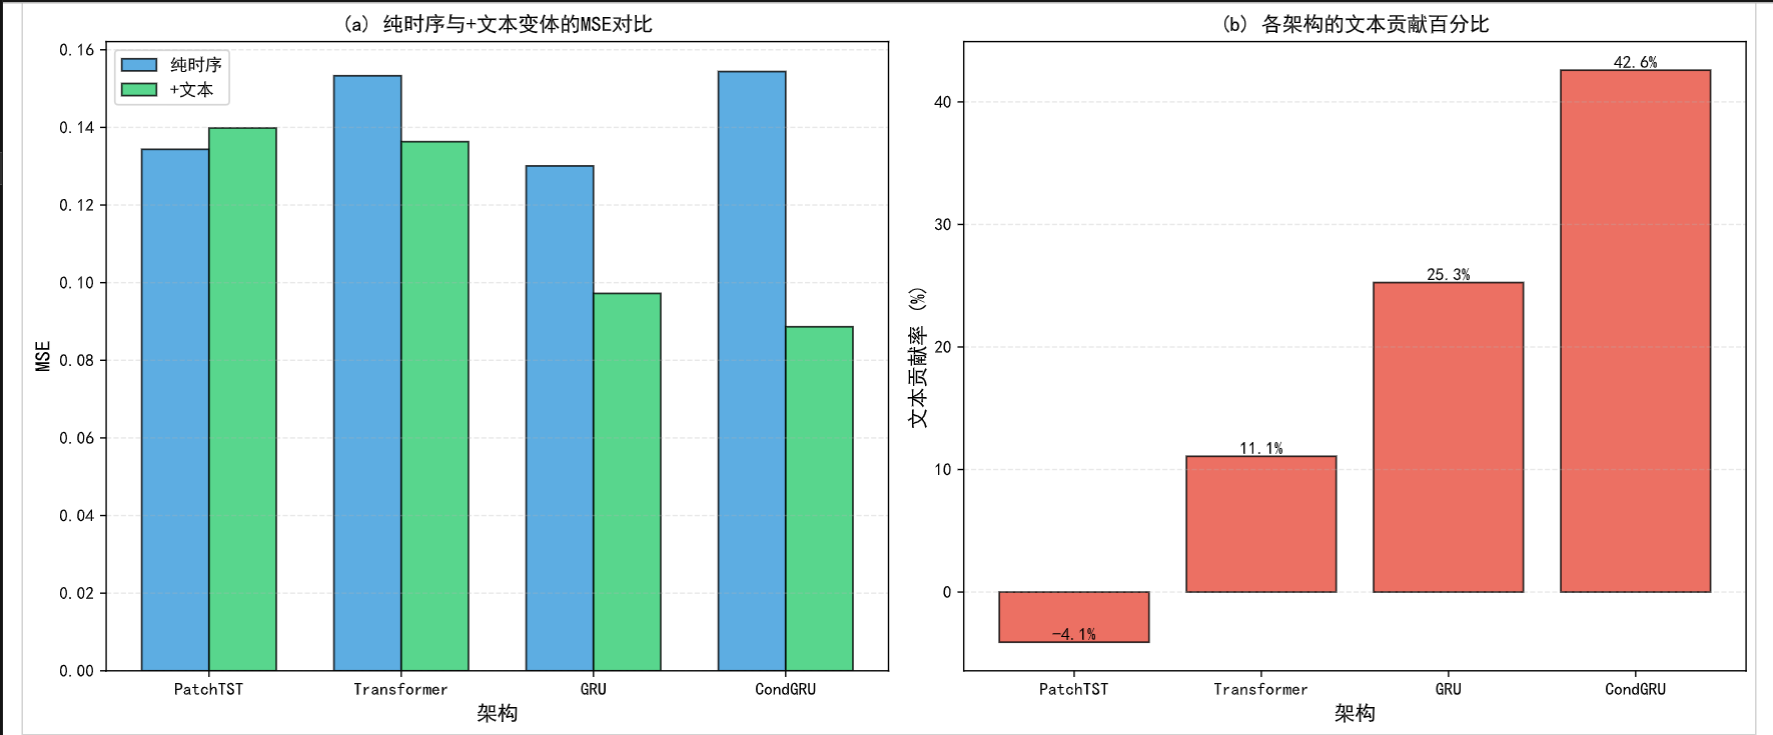 (a) 纯时序与+文本变体的MSE对比
纯时序
+文本
0.16
0.14
0.12
0.10
0.08
0.06
0.04
0.02
0.00
MSE
PatchTST
Transformer
GRU
CondGRU
架构
(b) 各架构的文本贡献百分比
42.6%
25.3%
11.1%
−4.1%
40
30
20
10
0
文本贡献率 (%)
PatchTST
Transformer
GRU
CondGRU
架构